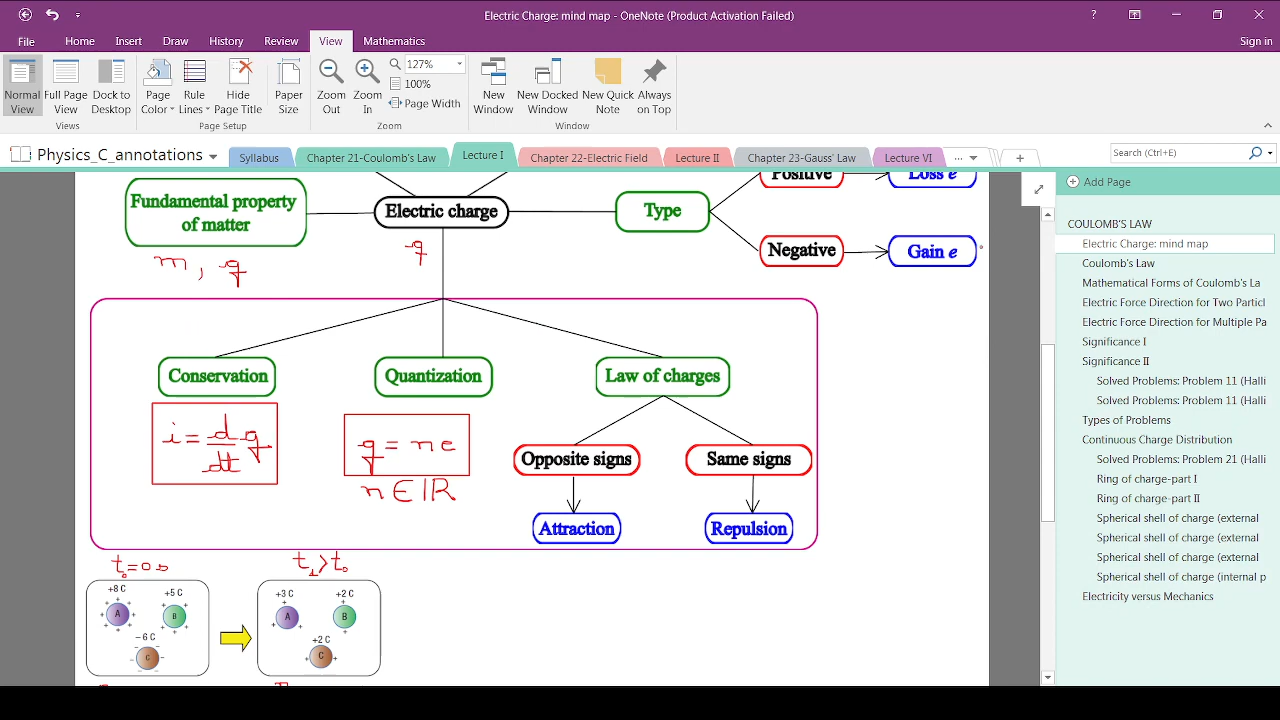 Electric Charge: mind map - OneNote (Product Activation Failed)
?
File Home Insert Draw History Review View Mathematics
Sign in
Normal View
Full Page View
Dock to Desktop
Page Color
Rule Lines
Hide Page Title
Paper Size
Zoom Out
Zoom In
127%
100%
Page Width
New Window
New Docked Window
New Quick Note
Always on Top
Views
Page Setup
Zoom
Window
Physics_C_annotations
Syllabus
Chapter 21-Coulomb's Law
Lecture I
Chapter 22-Electric Field
Lecture II
Chapter 23-Gauss' Law
Lecture VI
...
Search (Ctrl+E)
Add Page
Fundamental property of matter
m, q
Electric charge
q
Type
Positive
Loss e
Negative
Gain e
Conservation
i = d/dt q
Quantization
q = ne
n ∈ ℝ
Law of charges
Opposite signs
Same signs
Attraction
Repulsion
t₀=0 s
t₁>t₀
+8 C
+5 C
A
B
-6 C
C
+3 C
+2 C
A
B
+2 C
C
COULOMB'S LAW
Electric Charge: mind map
Coulomb's Law
Mathematical Forms of Coulomb's La
Electric Force Direction for Two Particl
Electric Force Direction for Multiple Pa
Significance I
Significance II
Solved Problems: Problem 11 (Halli
Solved Problems: Problem 11 (Halli
Types of Problems
Continuous Charge Distribution
Solved Problems: Problem 21 (Halli
Ring of charge-part I
Ring of charge-part II
Spherical shell of charge (external
Spherical shell of charge (external
Spherical shell of charge (external
Spherical shell of charge (internal p
Electricity versus Mechanics